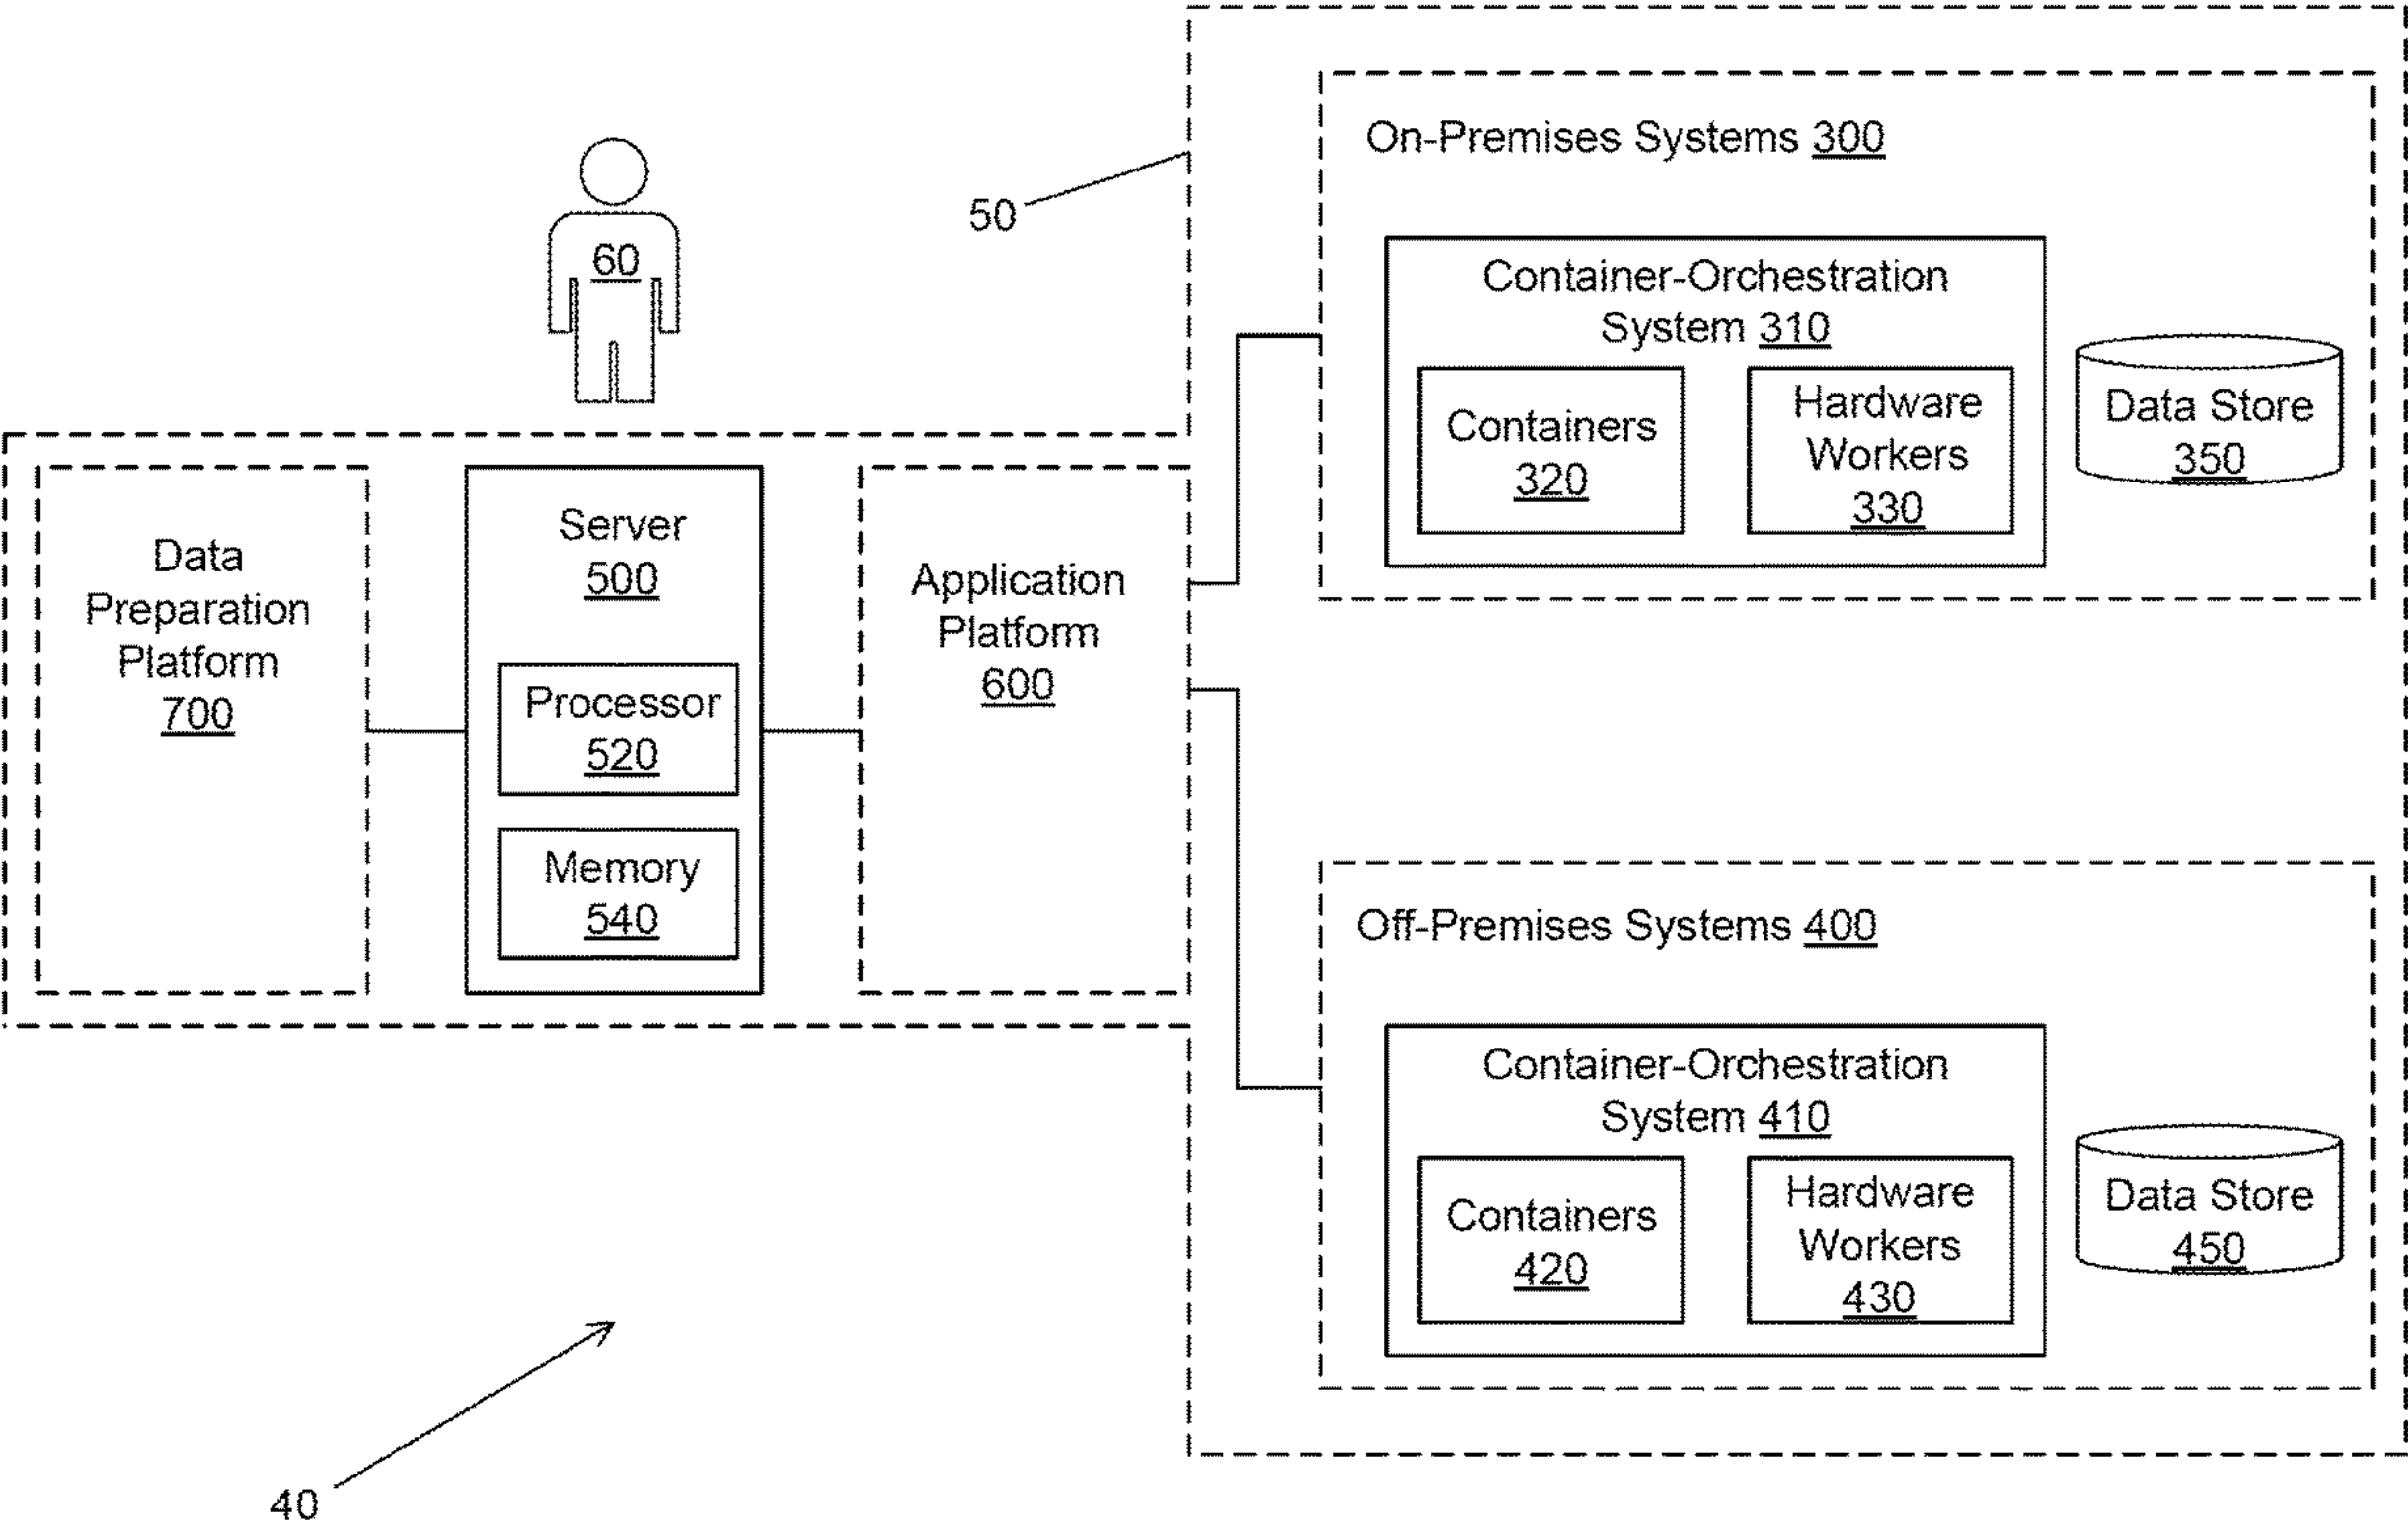 On-Premises Systems 300
50
60
Container-Orchestration
System 310
Containers
320
Hardware
Workers
330
Data Store
350
Data
Preparation
Platform
700
Server
500
Processor
520
Memory
540
Application
Platform
600
Off-Premises Systems 400
Container-Orchestration
System 410
Containers
420
Hardware
Workers
430
Data Store
450
40